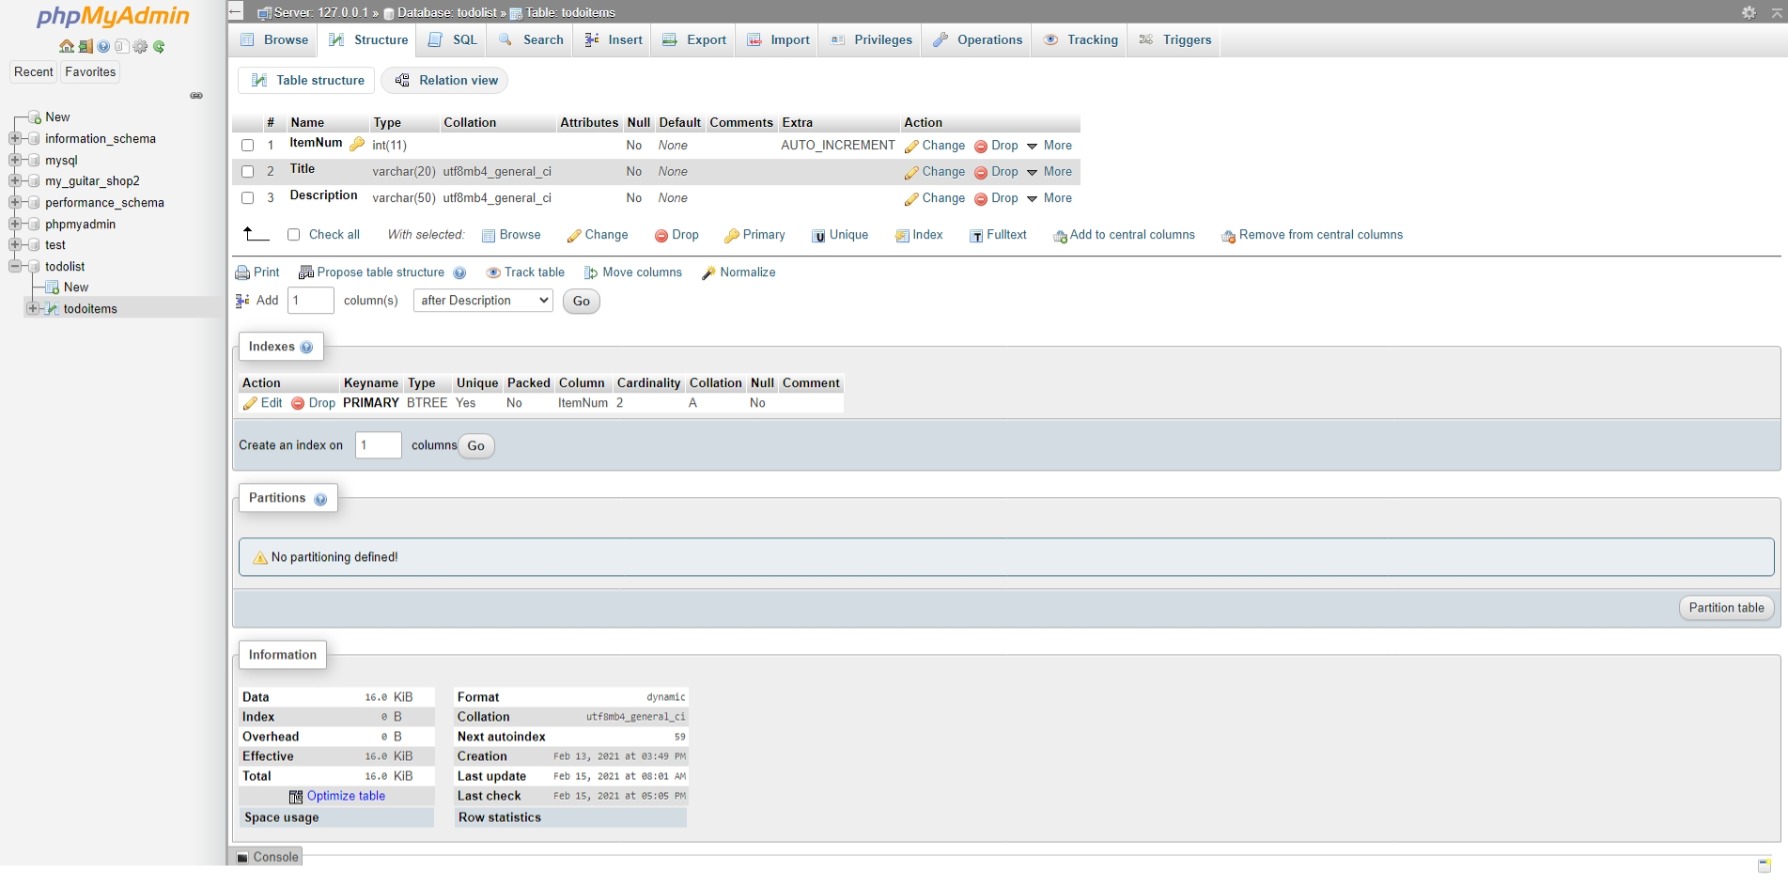 phpMyAdmin
Recent Favorites
New
information_schema
mysql
my_guitar_shop2
performance_schema
phpmyadmin
test
todolist
New
todoitems
Server: 127.0.0.1 » Database: todolist » Table: todoitems
Browse Structure SQL Search Insert Export Import Privileges Operations Tracking Triggers
Table structure Relation view
# Name Type Collation Attributes Null Default Comments Extra Action
1 ItemNum int(11) No None AUTO_INCREMENT Change Drop More
2 Title varchar(20) utf8mb4_general_ci No None Change Drop More
3 Description varchar(50) utf8mb4_general_ci No None Change Drop More
Check all With selected: Browse Change Drop Primary Unique Index Fulltext Add to central columns Remove from central columns
Print Propose table structure Track table Move columns Normalize
Add 1 column(s) after Description Go
Indexes
Action Keyname Type Unique Packed Column Cardinality Collation Null Comment
Edit Drop PRIMARY BTREE Yes No ItemNum 2 A No
Create an index on 1 columns Go
Partitions
No partitioning defined!
Partition table
Information
Data 16.0 KiB
Index 0 B
Overhead 0 B
Effective 16.0 KiB
Total 16.0 KiB
Optimize table
Space usage
Format dynamic
Collation utf8mb4_general_ci
Next autoindex 59
Creation Feb 13, 2021 at 03:49 PM
Last update Feb 15, 2021 at 08:01 AM
Last check Feb 15, 2021 at 05:05 PM
Row statistics
Console